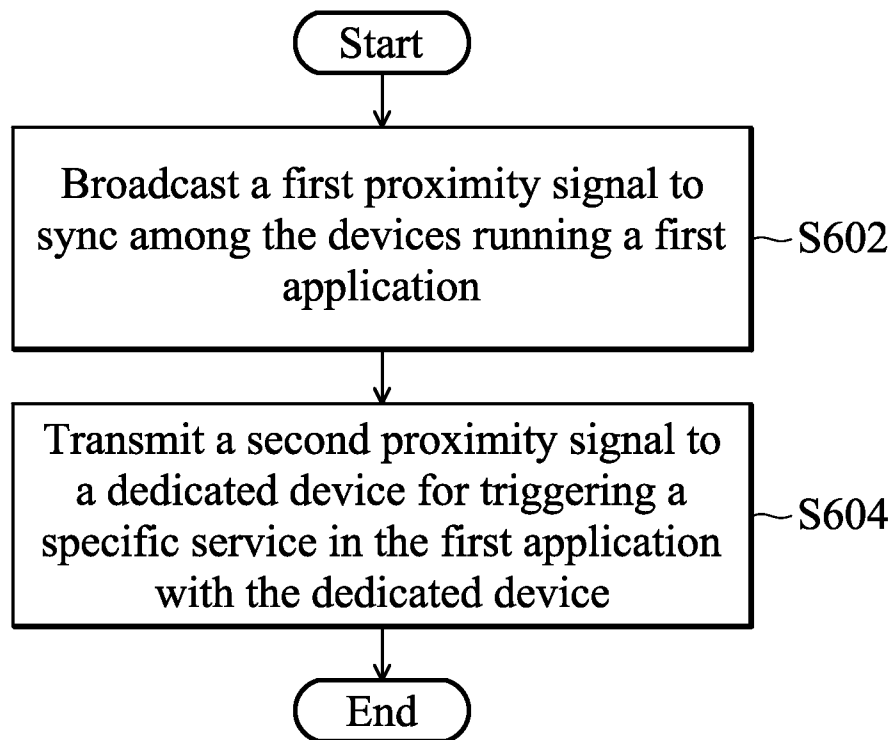 Start
Broadcast a first proximity signal to
sync among the devices running a first
application
S602
Transmit a second proximity signal to
a dedicated device for triggering a
specific service in the first application
with the dedicated device
S604
End